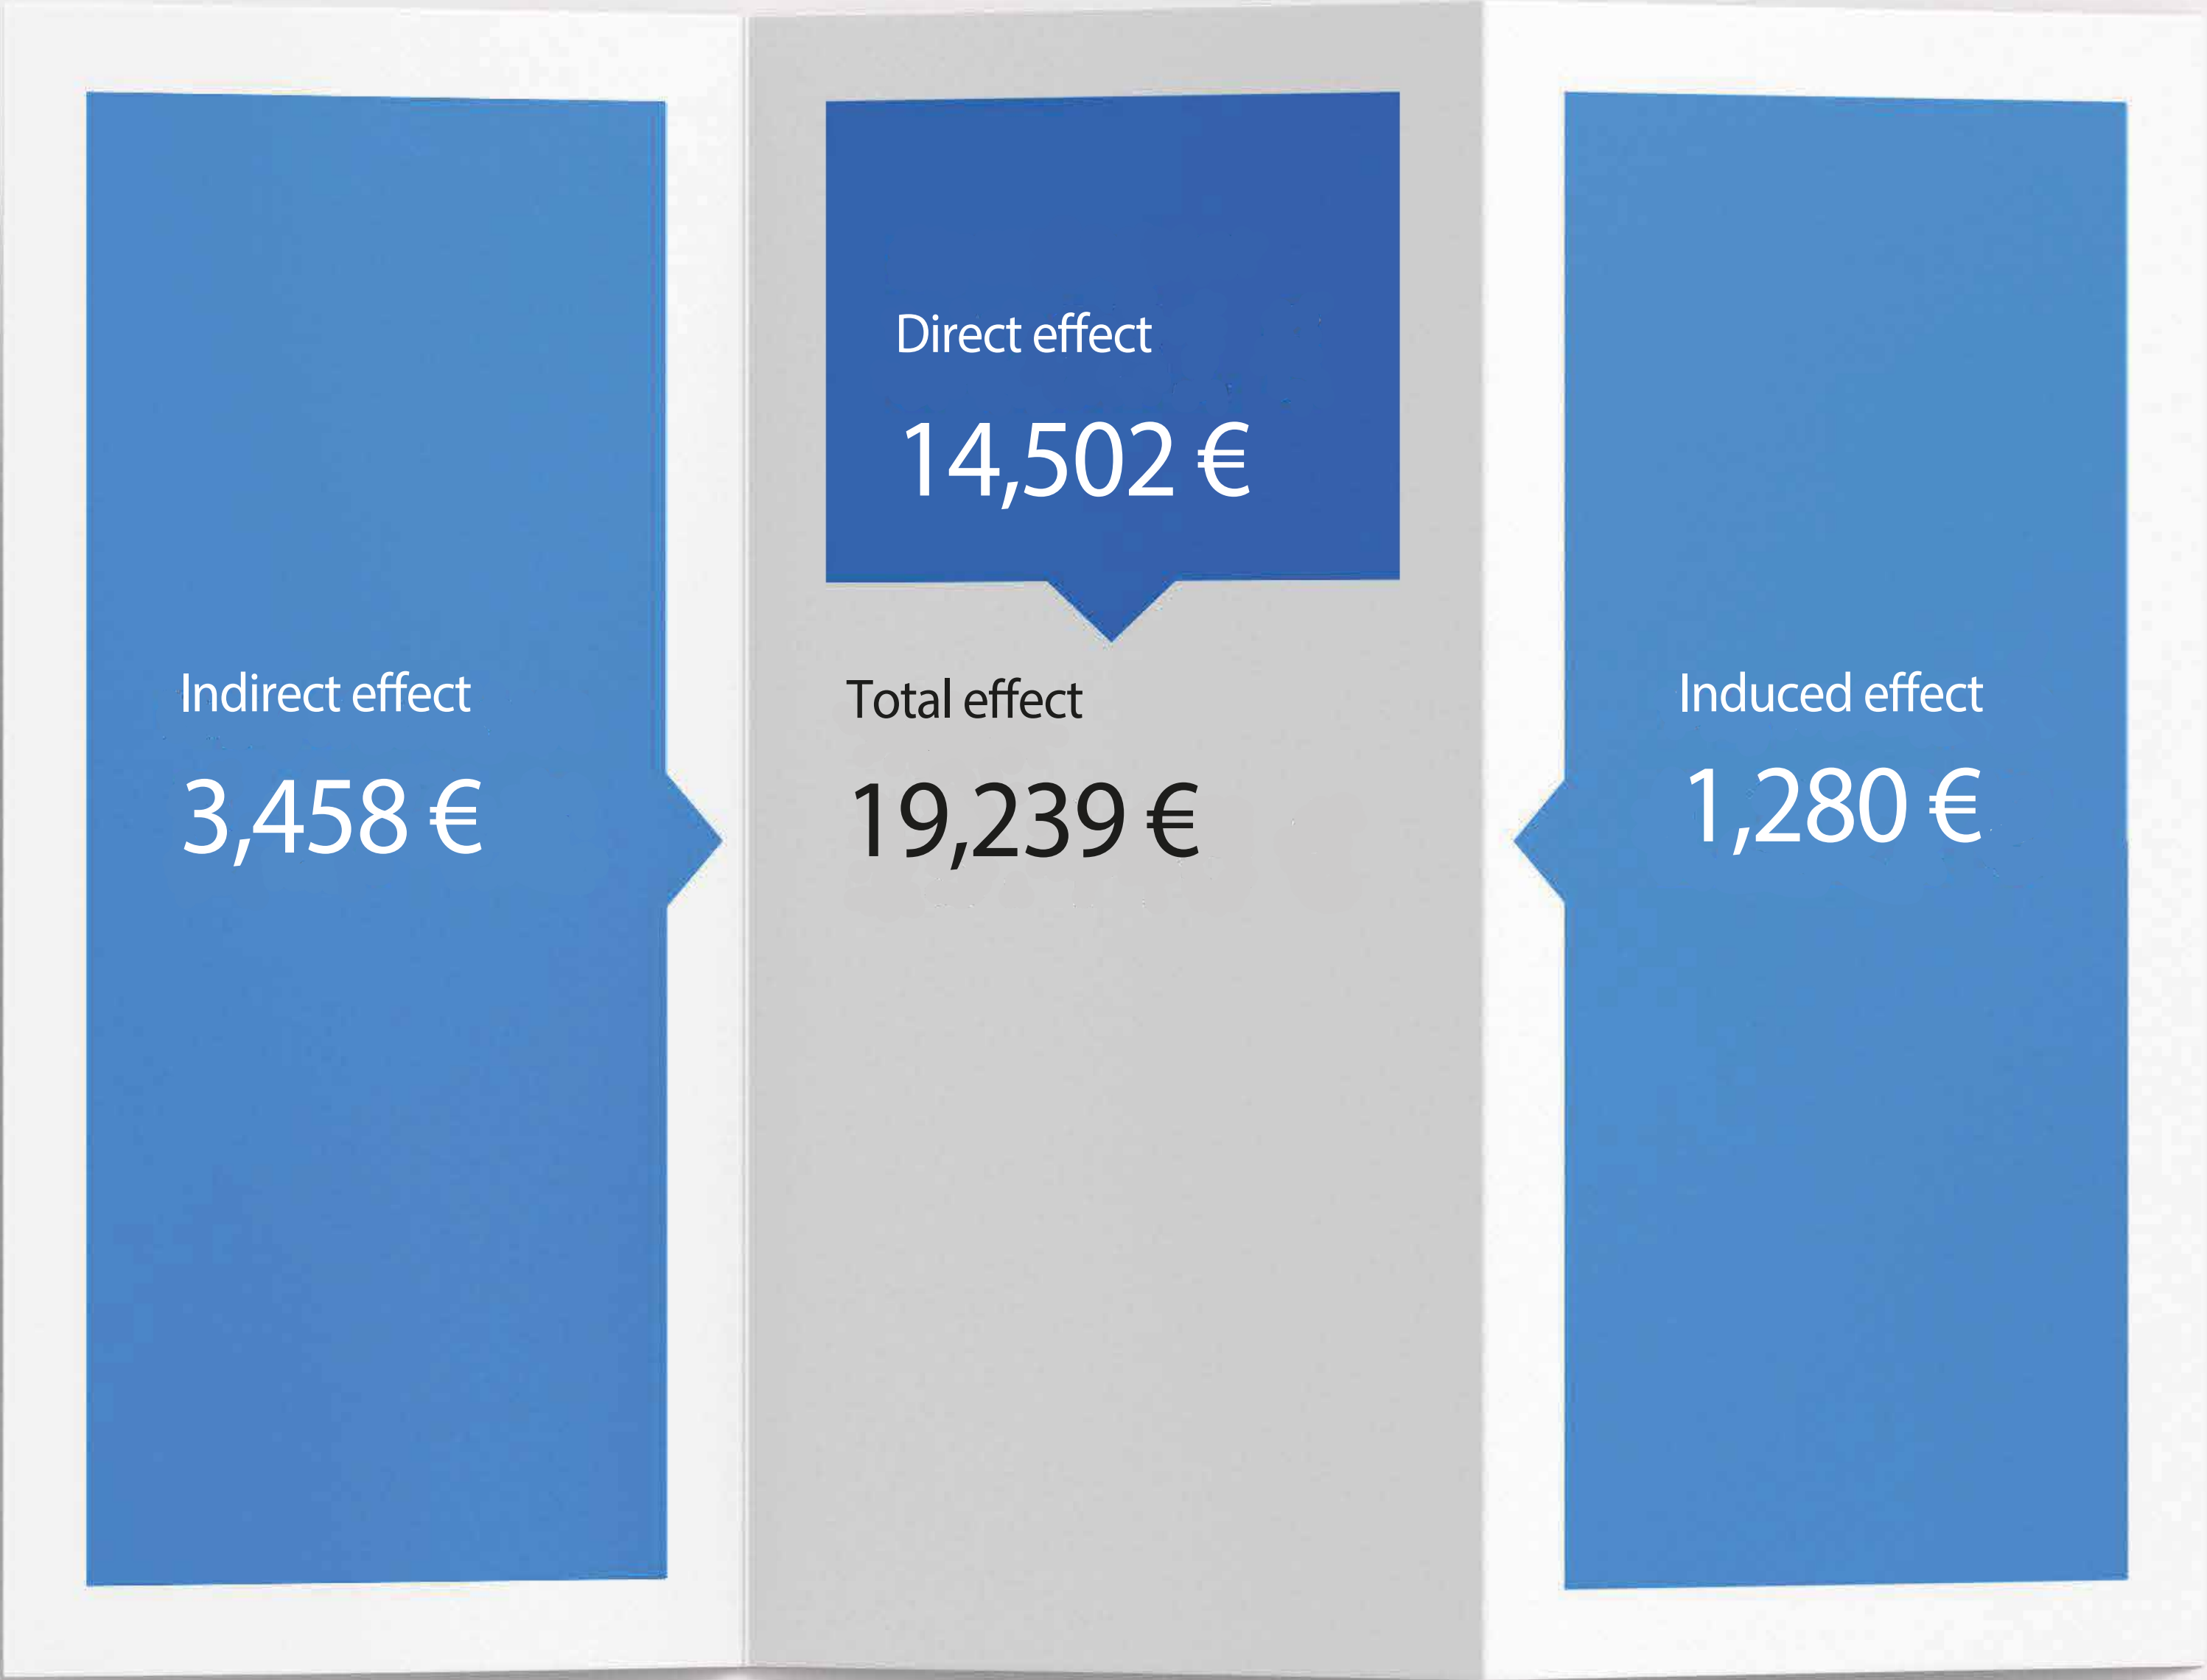 Indirect effect
3,458 €
Direct effect
14,502 €
Total effect
19,239 €
Induced effect
1,280 €